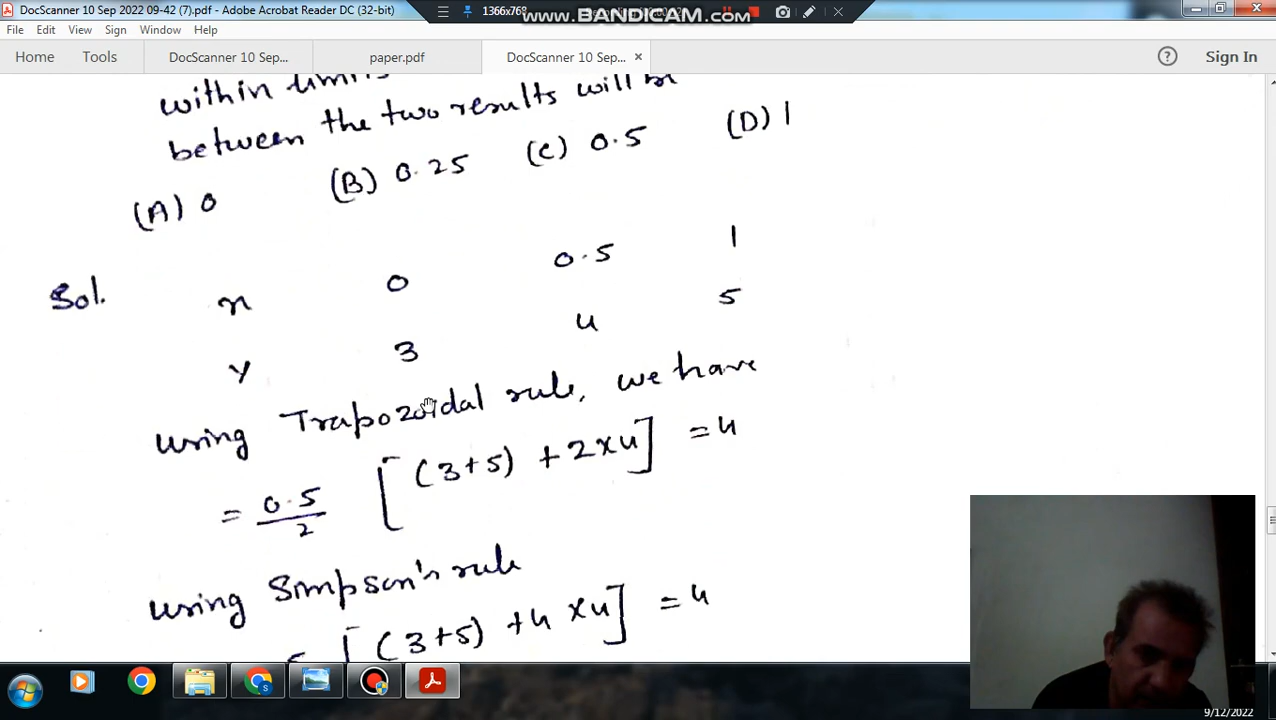 DocScanner 10 Sep 2022 09-42 (7).pdf - Adobe Acrobat Reader DC (32-bit)
1366x768
www.BANDICAM.com
File Edit View Sign Window Help
Home Tools DocScanner 10 Sep... paper.pdf DocScanner 10 Sep... × ? Sign In
within limits
between the two results will be
(A) 0 (B) 0.25 (C) 0.5 (D) 1
Sol. x 0 0.5 1
y 3 4 5
using Trapozoidal rule, we have
= 0.5/2 [(3+5) + 2×4] = 4
using Simpson's rule
[(3+5) + 4 ×4] = 4
9/12/2022